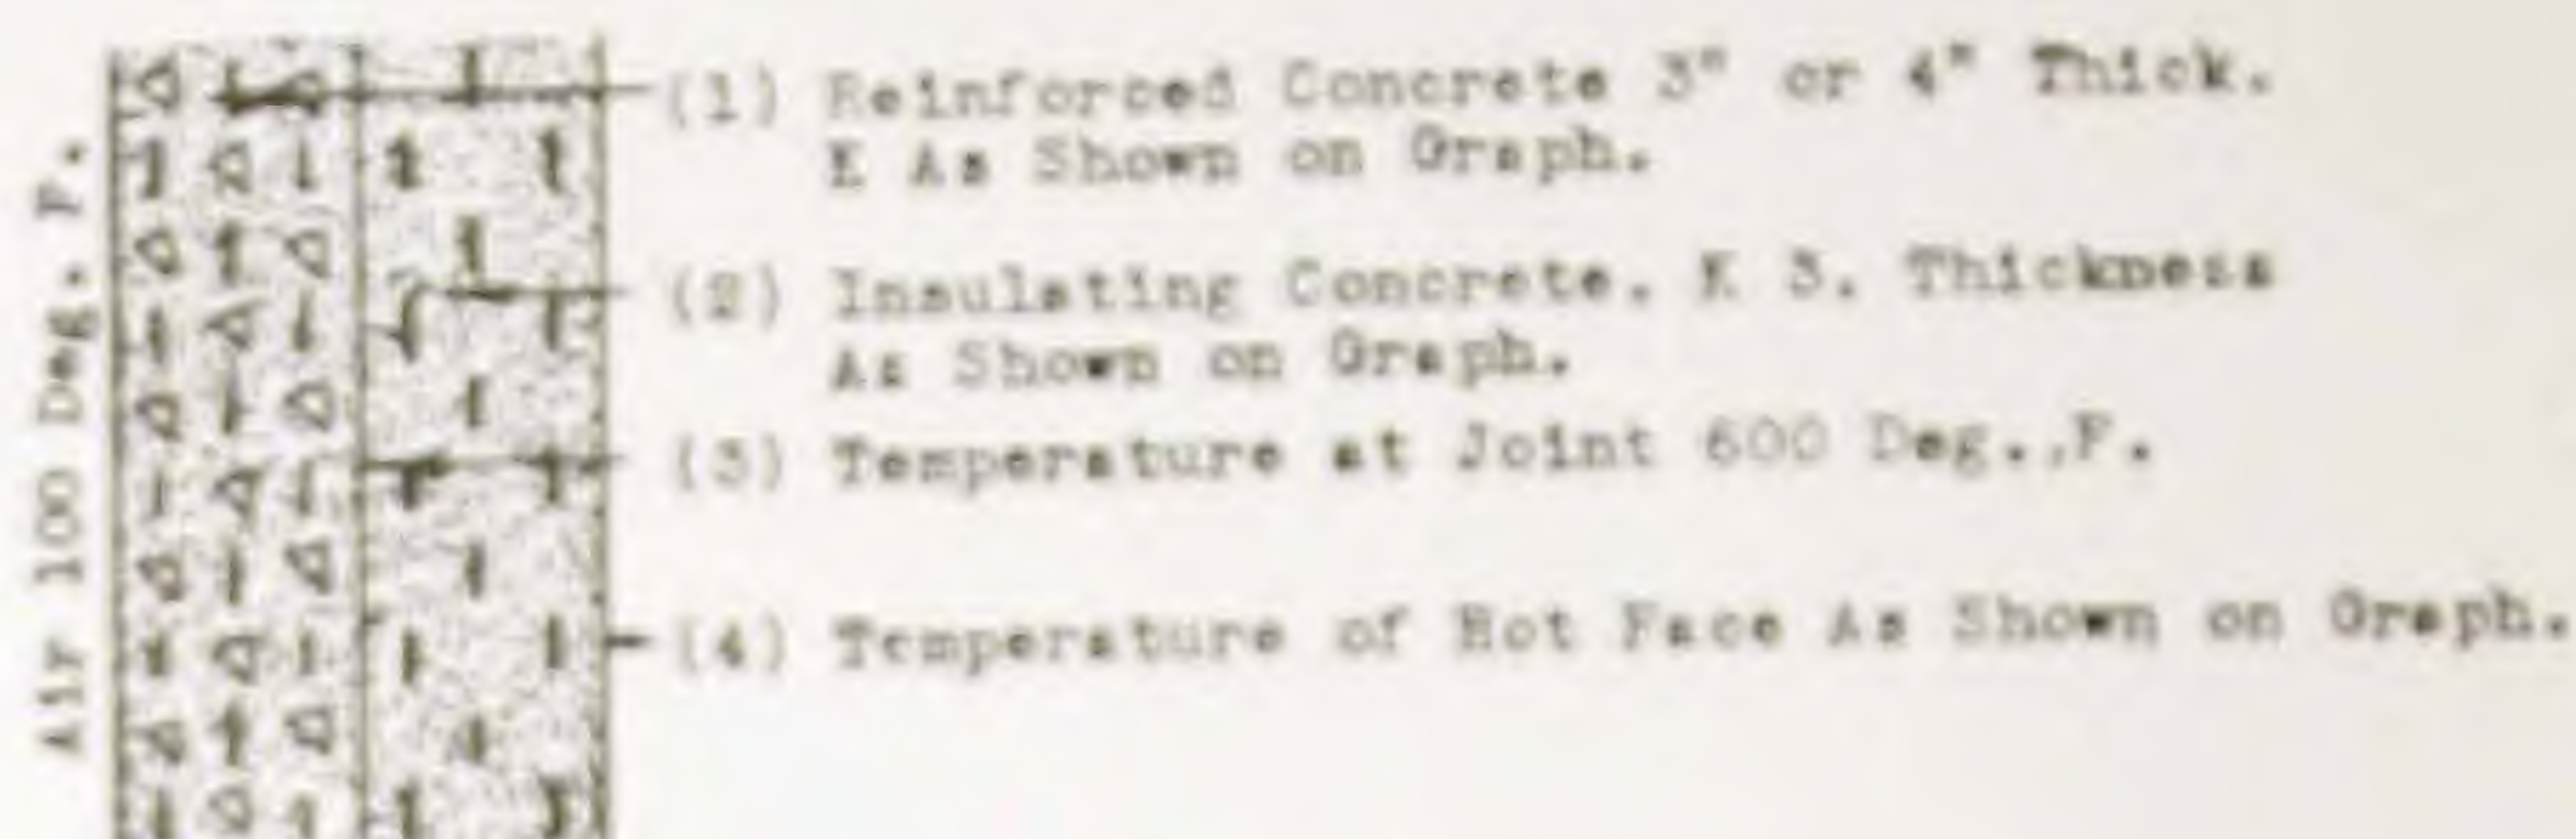 Air 100 Deg. F.
(1) Reinforced Concrete 3" or 4" Thick.
K As Shown on Graph.
(2) Insulating Concrete. K 3. Thickness
As Shown on Graph.
(3) Temperature at Joint 600 Deg.,F.
(4) Temperature of Hot Face As Shown on Graph.